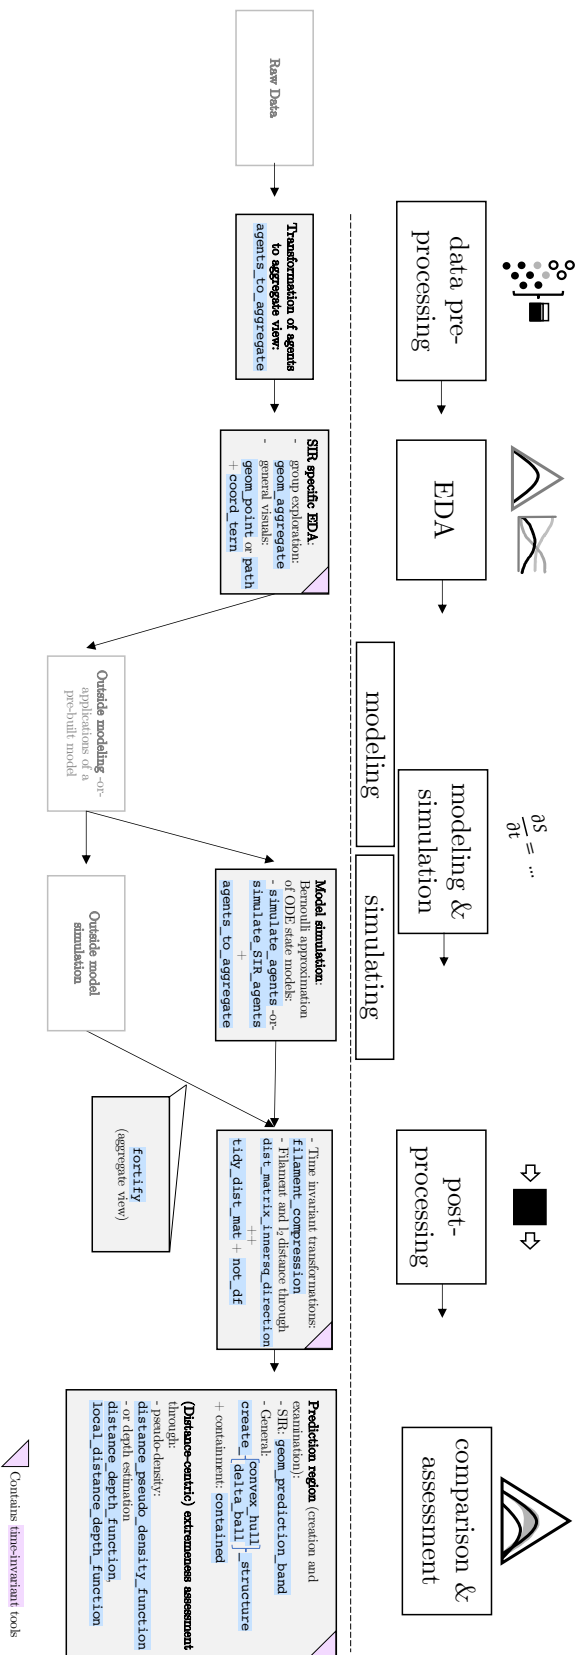 data pre-
processing
EDA
modeling &
simulation
∂S/∂t = ...
post-
processing
comparison &
assessment
modeling
simulating
Raw Data
Transformation of agents
to aggregate view:
agents_to_aggregate
SIR specific EDA:
- group exploration:
geom_aggregate
- general visuals:
geom_point or path
+ coord_tern
Outside modeling -or-
applications of a
pre-built model
Model simulation:
Bernoulli approximation
of ODE state models:
- simulate_agents -or-
simulate_SIR_agents
+
agents_to_aggregate
Outside model
simulation
fortify
(aggregate view)
- Time invariant transformations:
filament_compression
- Filament and l₂ distance through
dist_matrix_innersq_direction
++
tidy_dist_mat + not_df
Prediction region (creation and
examination):
- SIR: geom_prediction_band
- General:
create_[convex_hull
delta_ball]_structure
+ containment: contained
(Distance-centric) extremeness assessment
through:
- pseudo-density:
distance_pseudo_density_function
- or depth estimation
distance_depth_function,
local_distance_depth_function
Contains time-invariant tools